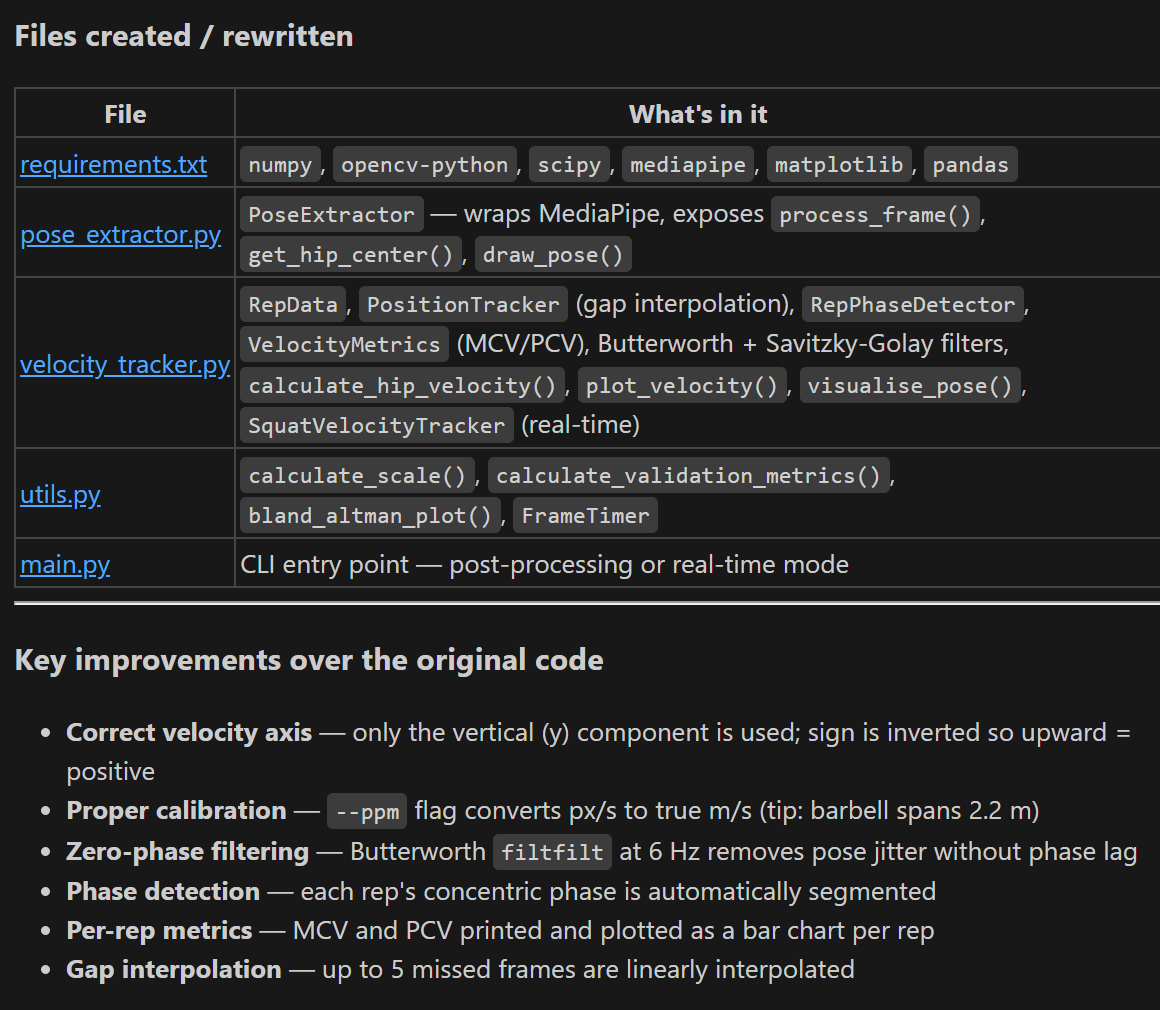 Files created / rewritten
File What's in it
requirements.txt numpy, opencv-python, scipy, mediapipe, matplotlib, pandas
pose_extractor.py PoseExtractor — wraps MediaPipe, exposes process_frame(),
get_hip_center(), draw_pose()
velocity_tracker.py RepData, PositionTracker (gap interpolation), RepPhaseDetector,
VelocityMetrics (MCV/PCV), Butterworth + Savitzky-Golay filters,
calculate_hip_velocity(), plot_velocity(), visualise_pose(),
SquatVelocityTracker (real-time)
utils.py calculate_scale(), calculate_validation_metrics(),
bland_altman_plot(), FrameTimer
main.py CLI entry point — post-processing or real-time mode
Key improvements over the original code
• Correct velocity axis — only the vertical (y) component is used; sign is inverted so upward =
positive
• Proper calibration — --ppm flag converts px/s to true m/s (tip: barbell spans 2.2 m)
• Zero-phase filtering — Butterworth filtfilt at 6 Hz removes pose jitter without phase lag
• Phase detection — each rep's concentric phase is automatically segmented
• Per-rep metrics — MCV and PCV printed and plotted as a bar chart per rep
• Gap interpolation — up to 5 missed frames are linearly interpolated